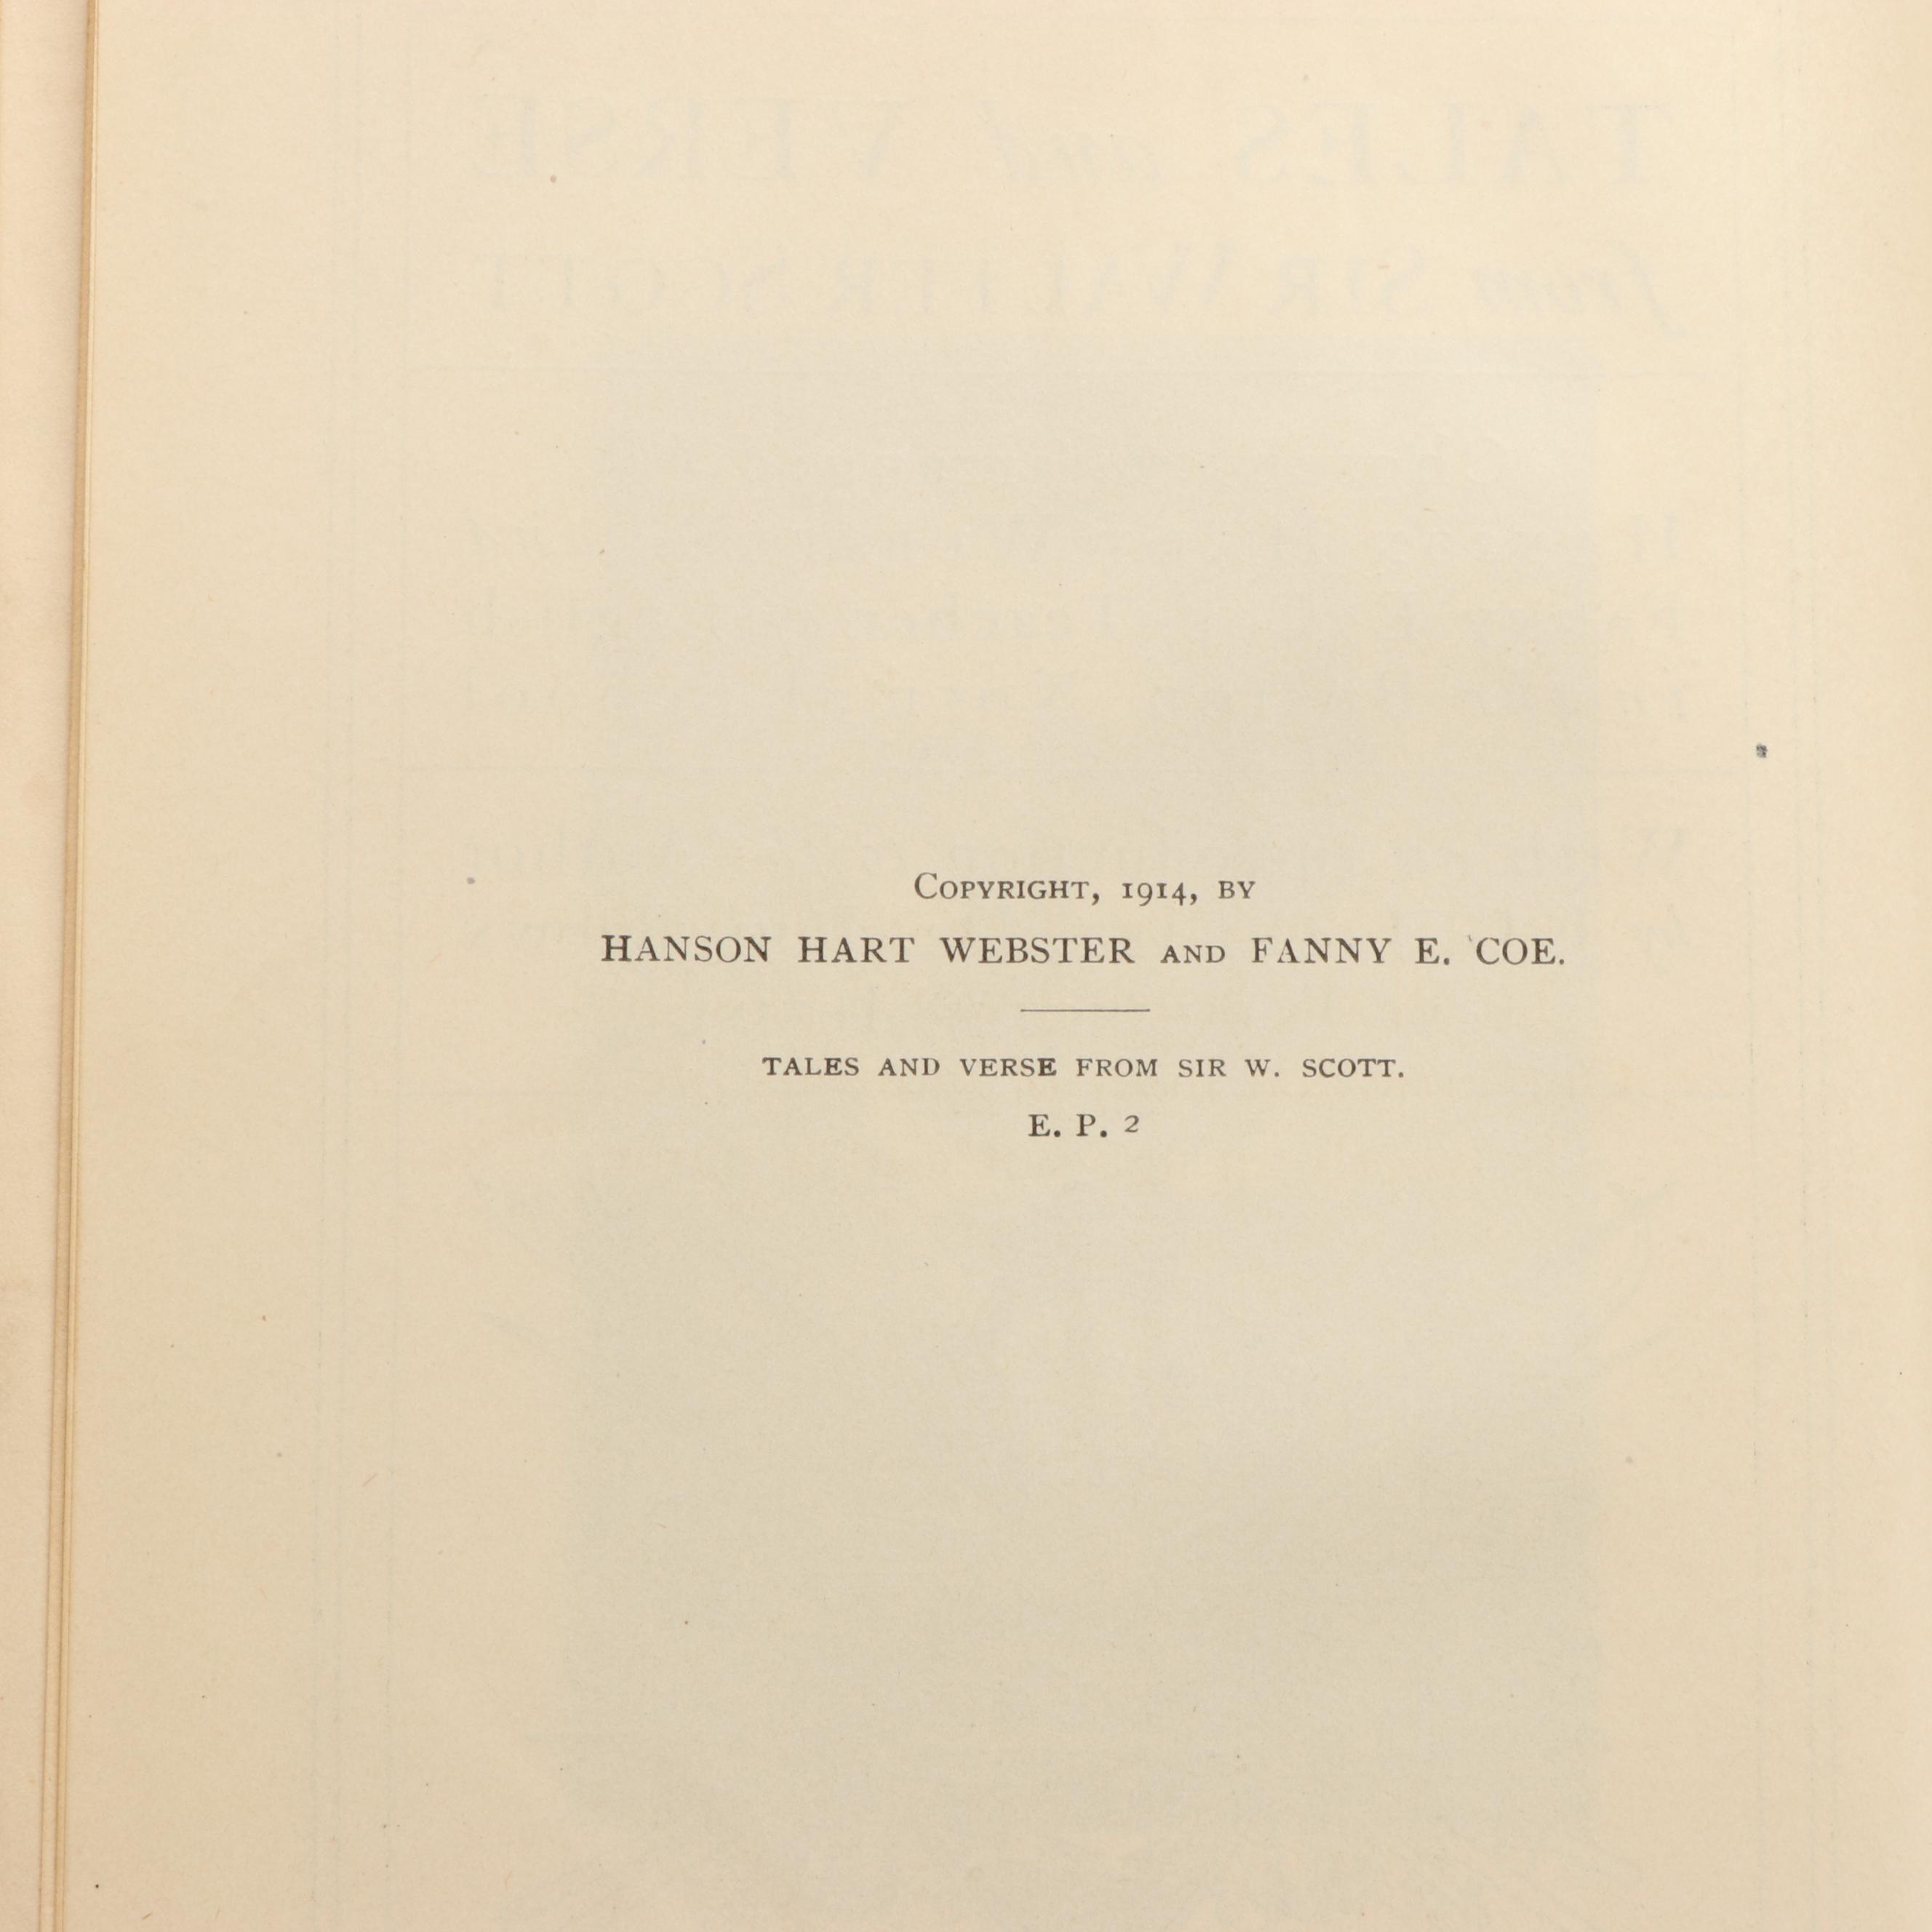 COPYRIGHT, 1914, BY
HANSON HART WEBSTER AND FANNY E. COE.
TALES AND VERSE FROM SIR W. SCOTT.
E. P. 2